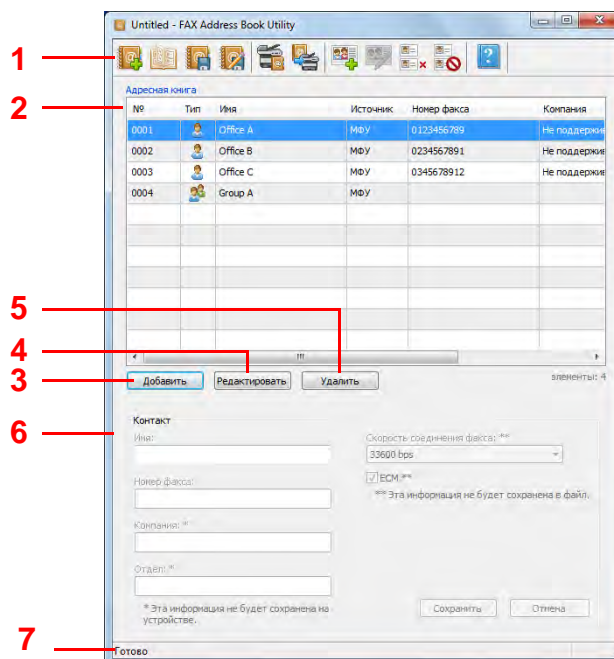 Untitled - FAX Address Book Utility
1
Адресная книга
2
№ Тип Имя Источник Номер факса Компания
0001 Office A МФУ 0123456789 Не поддержив
0002 Office B МФУ 0234567891 Не поддержив
0003 Office C МФУ 0345678912 Не поддержив
0004 Group A МФУ
5
4
3
Добавить Редактировать Удалить
элементы: 4
6
Контакт
Имя:
Скорость соединения факса: **
33600 bps
Номер факса:
ECM **
** Эта информация не будет сохранена в файл.
Компания: *
Отдел: *
* Эта информация не будет сохранена на
устройстве.
Сохранить Отмена
7
Готово